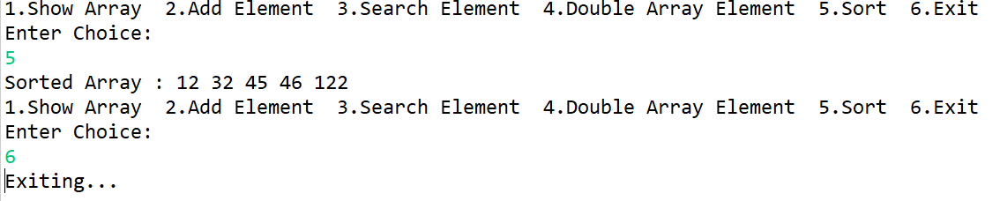 1.Show Array  2.Add Element  3.Search Element  4.Double Array Element  5.Sort  6.Exit
Enter Choice:
5
Sorted Array : 12 32 45 46 122
1.Show Array  2.Add Element  3.Search Element  4.Double Array Element  5.Sort  6.Exit
Enter Choice:
6
Exiting...